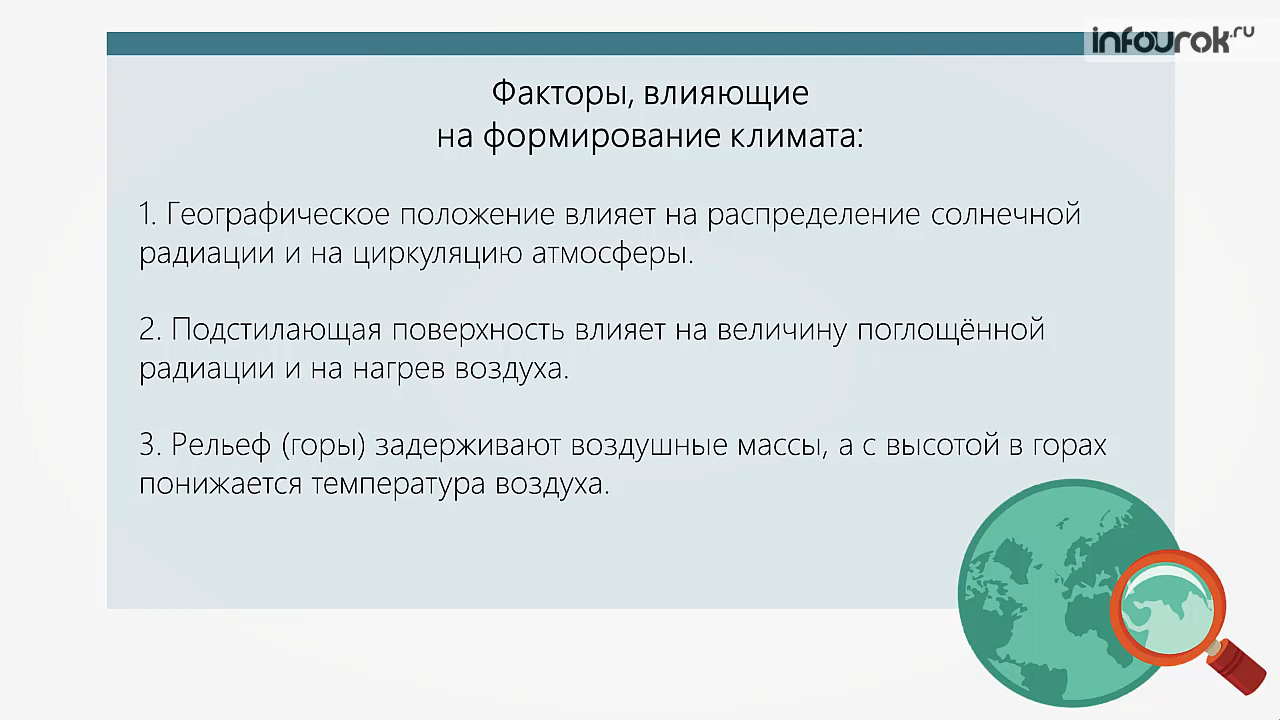 infourok.ru
Факторы, влияющие
на формирование климата:
1. Географическое положение влияет на распределение солнечной
радиации и на циркуляцию атмосферы.
2. Подстилающая поверхность влияет на величину поглощённой
радиации и на нагрев воздуха.
3. Рельеф (горы) задерживают воздушные массы, а с высотой в горах
понижается температура воздуха.